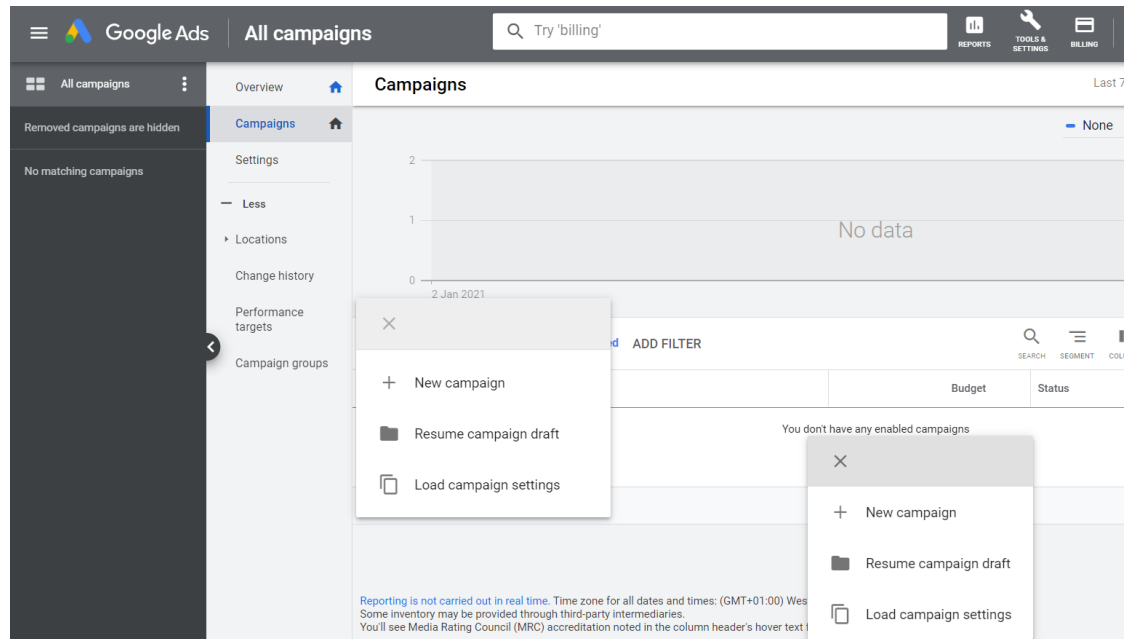 Google Ads
All campaigns
Try 'billing'
REPORTS
TOOLS &
SETTINGS
BILLING
All campaigns
Removed campaigns are hidden
No matching campaigns
Overview
Campaigns
Settings
Less
Locations
Change history
Performance
targets
Campaign groups
Campaigns
Last 7
None
2
1
0
No data
2 Jan 2021
ADD FILTER
SEARCH
SEGMENT
Budget
Status
You don't have any enabled campaigns
New campaign
Resume campaign draft
Load campaign settings
New campaign
Resume campaign draft
Load campaign settings
Reporting is not carried out in real time. Time zone for all dates and times: (GMT+01:00) Wes
Some inventory may be provided through third-party intermediaries.
You'll see Media Rating Council (MRC) accreditation noted in the column header's hover text